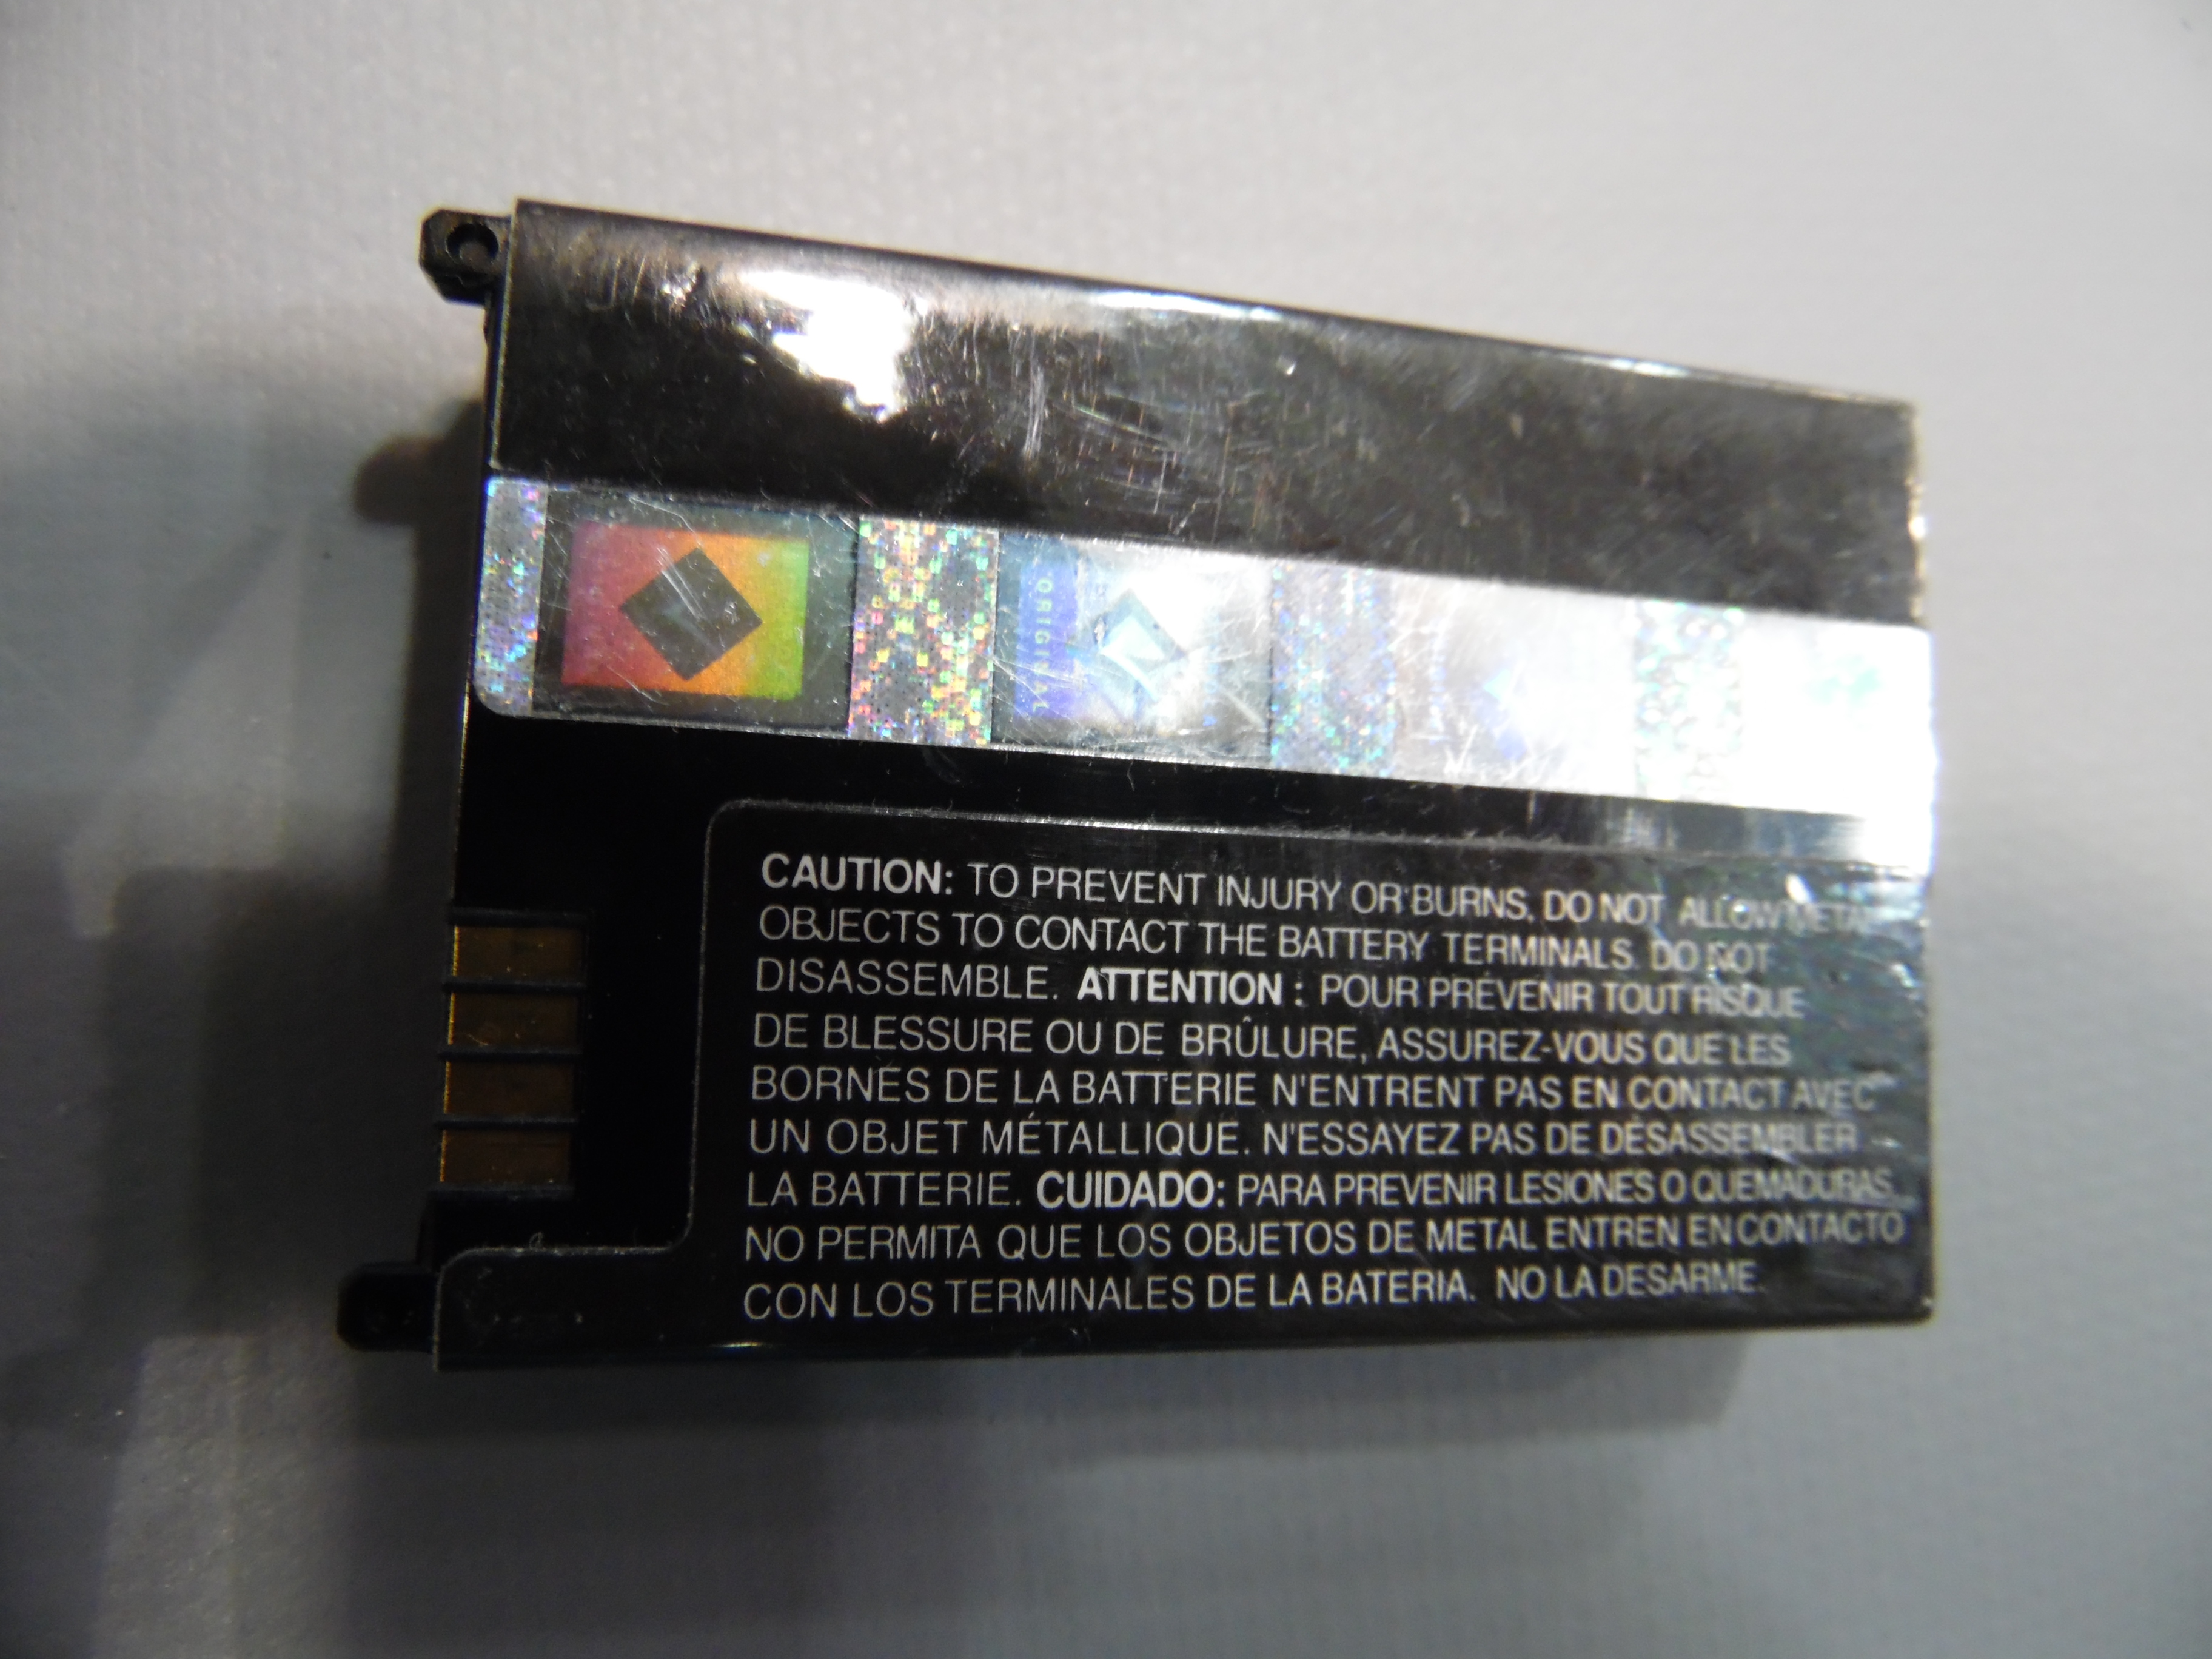 ORIGINAL
CAUTION: TO PREVENT INJURY OR BURNS, DO NOT ALLOW METAL
OBJECTS TO CONTACT THE BATTERY TERMINALS. DO NOT
DISASSEMBLE. ATTENTION : POUR PRÉVENIR TOUT RISQUE
DE BLESSURE OU DE BRÛLURE, ASSUREZ-VOUS QUE LES
BORNES DE LA BATTERIE N'ENTRENT PAS EN CONTACT AVEC
UN OBJET MÉTALLIQUE. N'ESSAYEZ PAS DE DÉSASSEMBLER
LA BATTERIE. CUIDADO: PARA PREVENIR LESIONES O QUEMADURAS,
NO PERMITA QUE LOS OBJETOS DE METAL ENTREN EN CONTACTO
CON LOS TERMINALES DE LA BATERIA. NO LA DESARME.